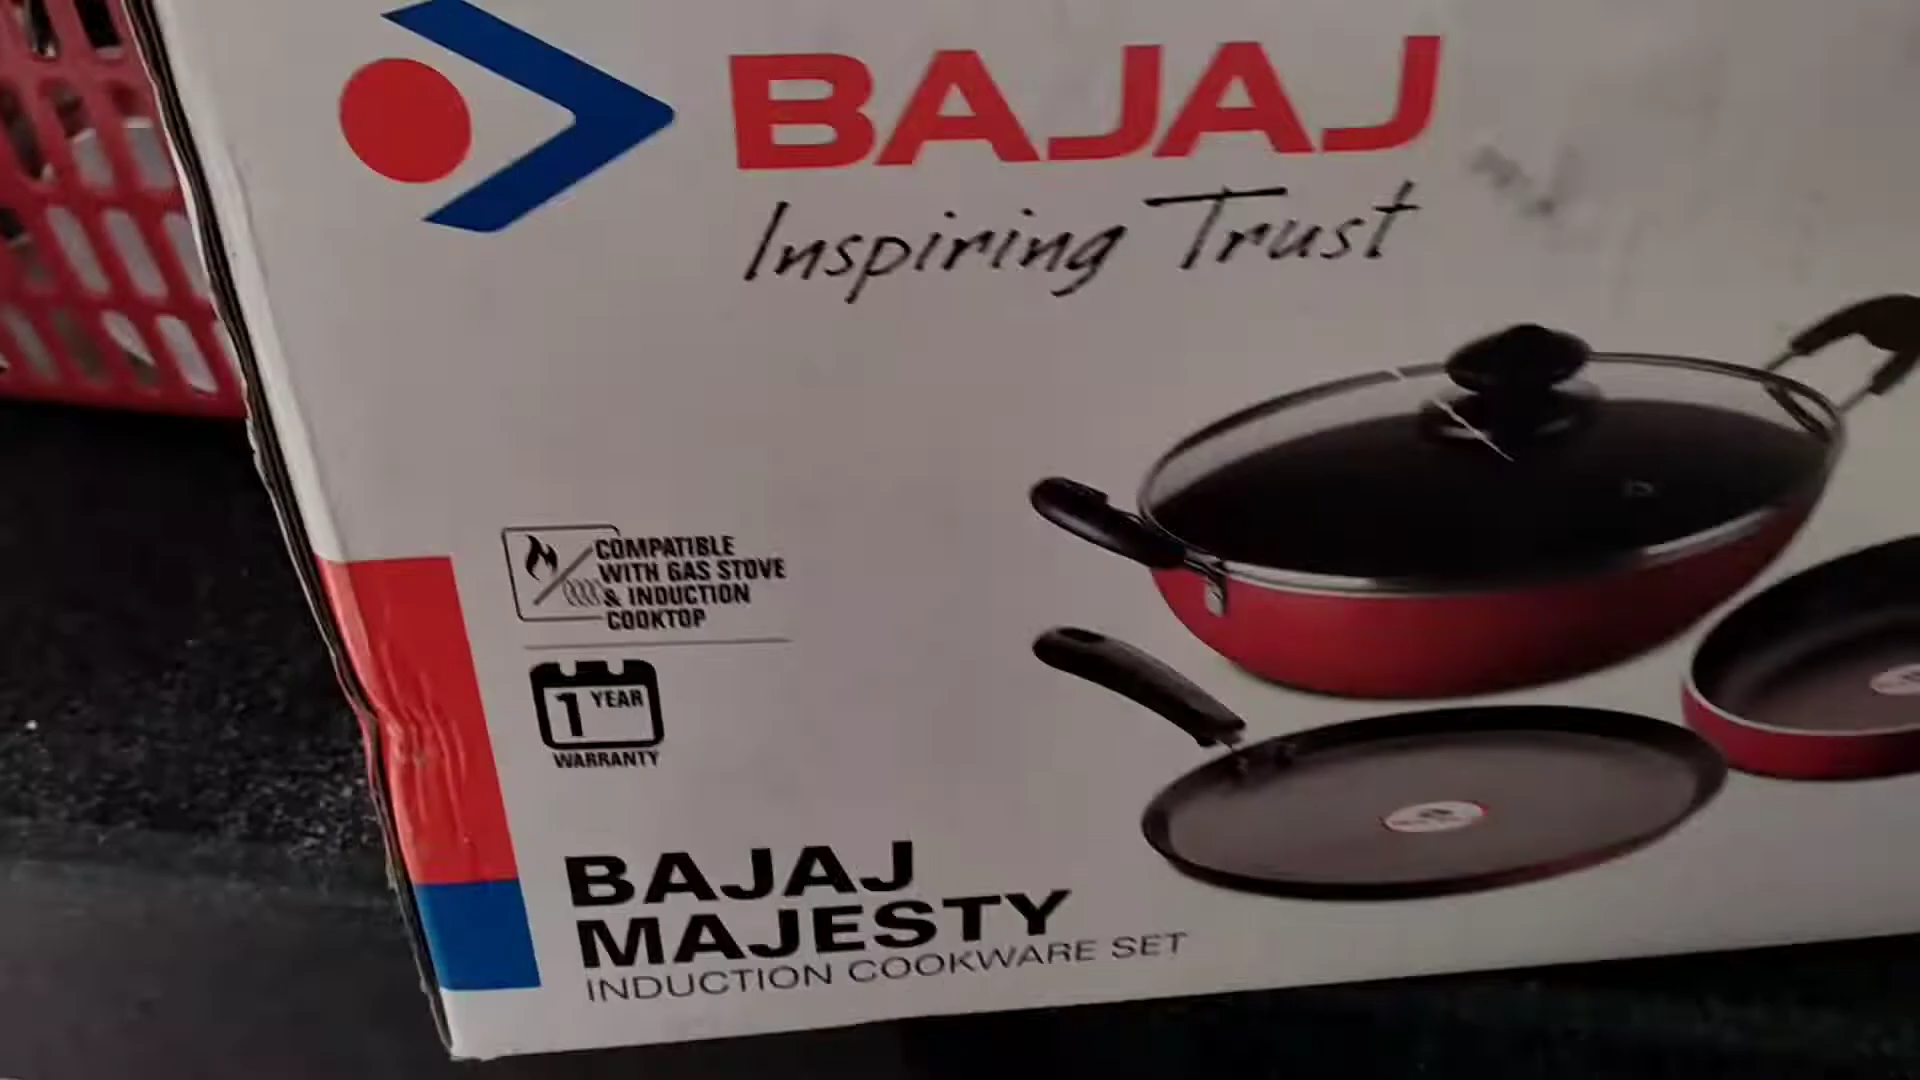 BAJAJ
Inspiring Trust
COMPATIBLE
WITH GAS STOVE
& INDUCTION
COOKTOP
1 YEAR
WARRANTY
BAJAJ
MAJESTY
INDUCTION COOKWARE SET